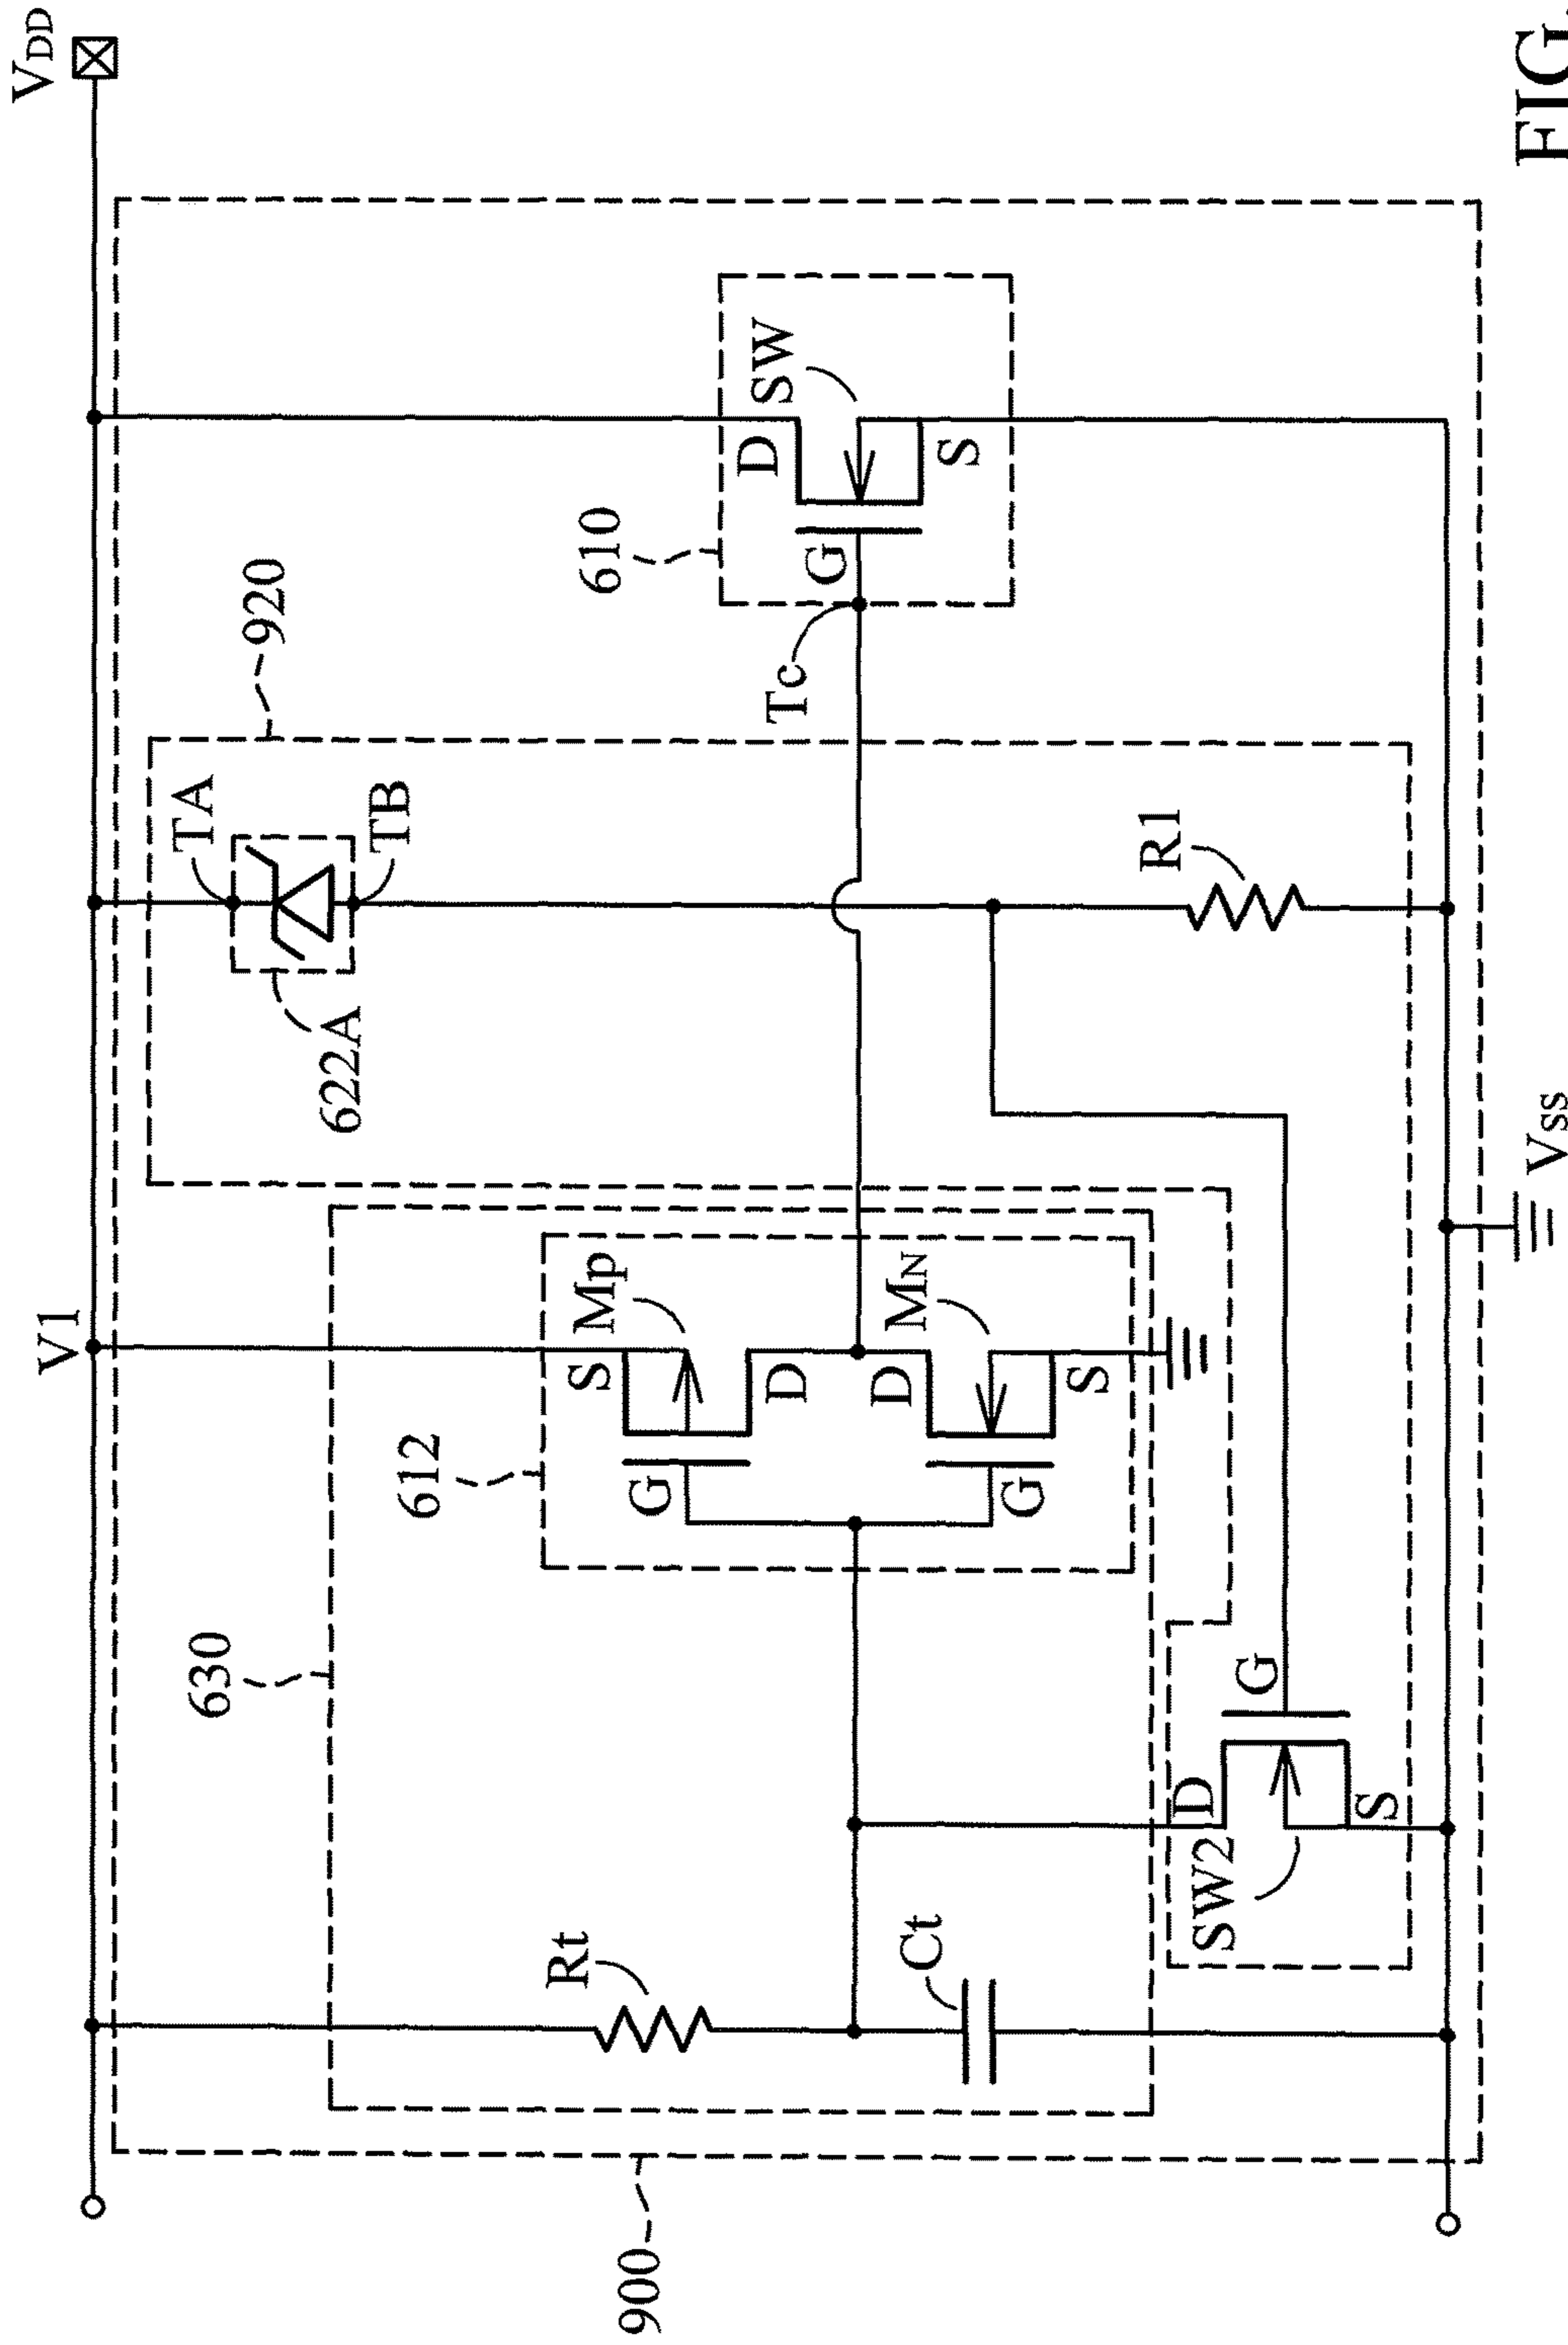 V1
VDD
TA
920
622A
TB
630
612
S
Mp
G
D
610
D
SW
G
Tc
S
Rt
D
MN
G
S
Ct
R1
D
G
SW2
S
900
Vss
FIG.